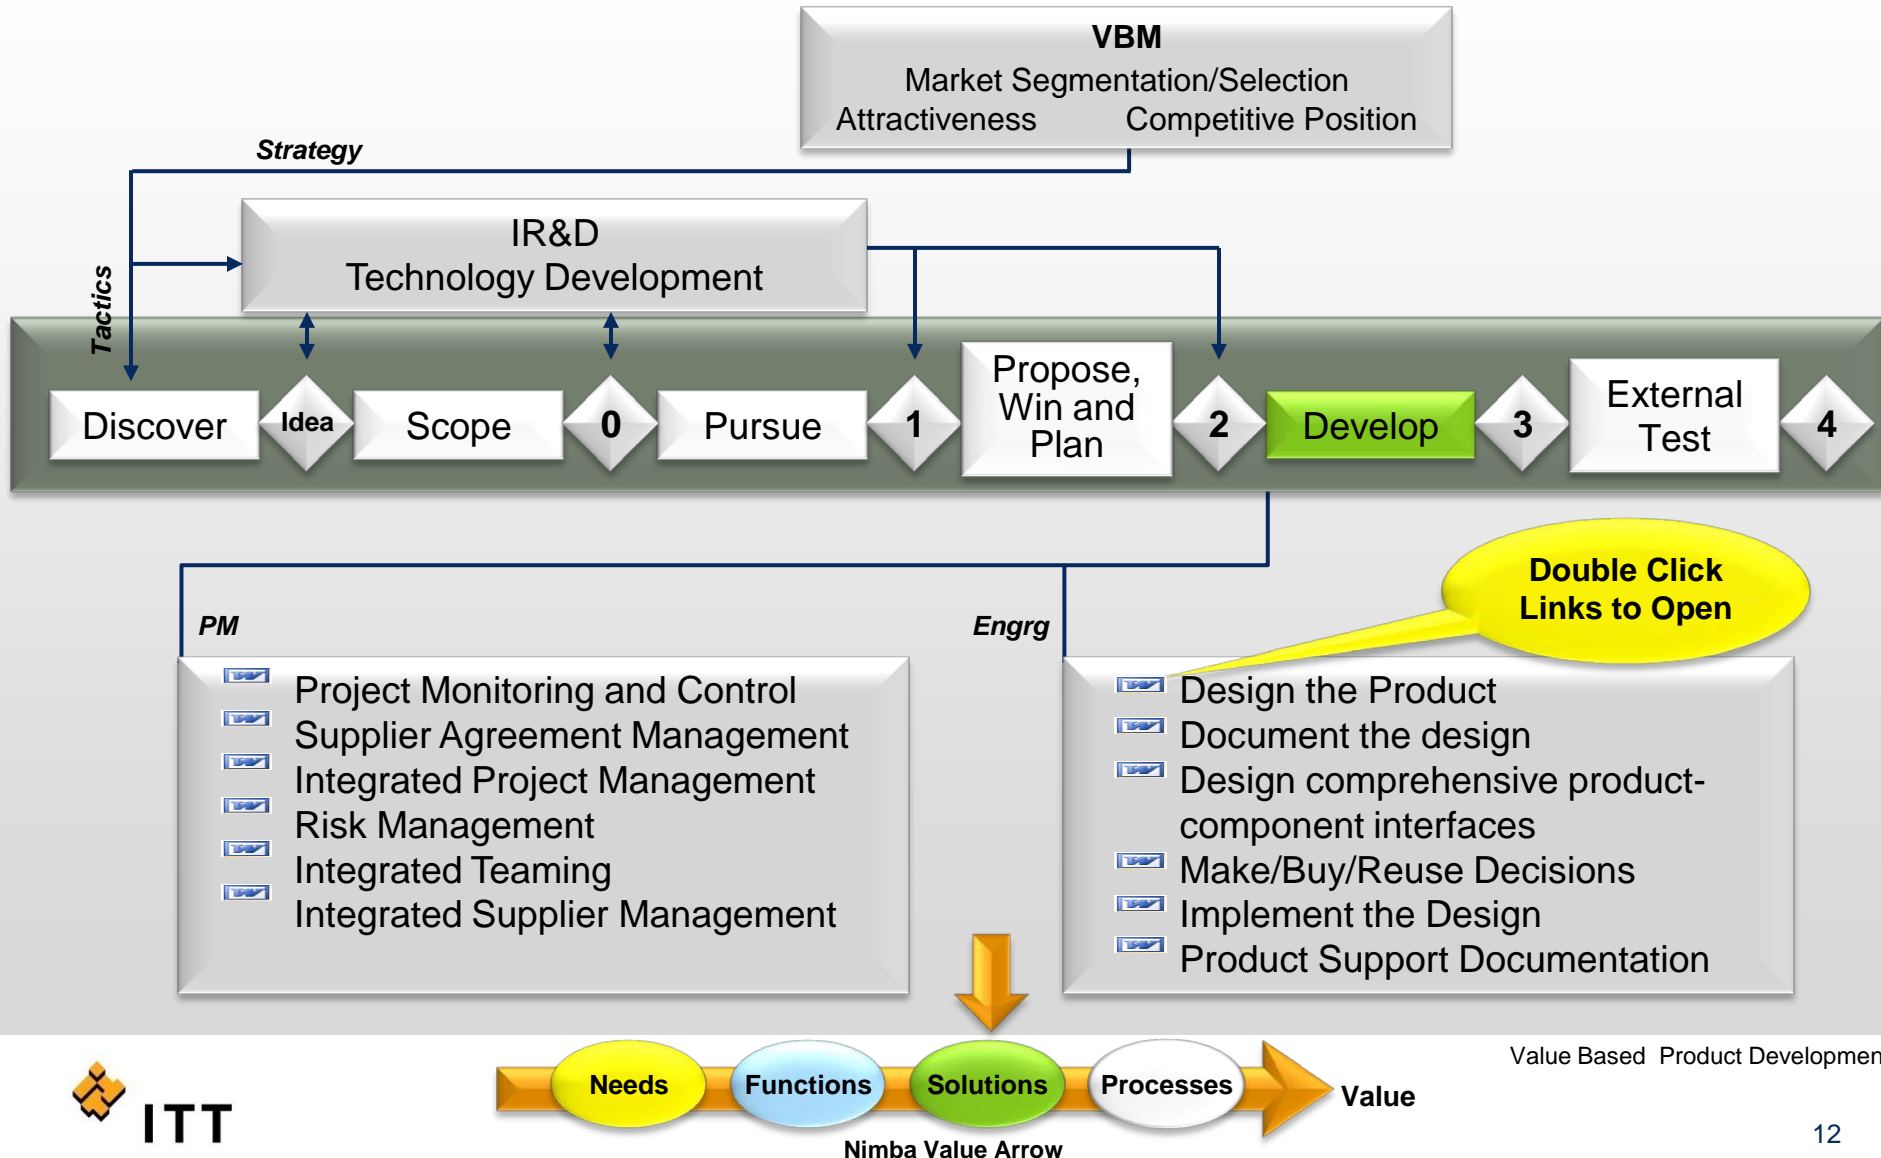 VBM
Market Segmentation/Selection
Attractiveness Competitive Position
Strategy
IR&D
Technology Development
Tactics
Discover
Idea
Scope
0
Pursue
1
Propose,
Win and
Plan
2
Develop
3
External
Test
4
Double Click
Links to Open
PM
Engrg
Project Monitoring and Control
Supplier Agreement Management
Integrated Project Management
Risk Management
Integrated Teaming
Integrated Supplier Management
Design the Product
Document the design
Design comprehensive product-
component interfaces
Make/Buy/Reuse Decisions
Implement the Design
Product Support Documentation
Needs
Functions
Solutions
Processes
Value
Nimba Value Arrow
Value Based Product Developmen
ITT
12